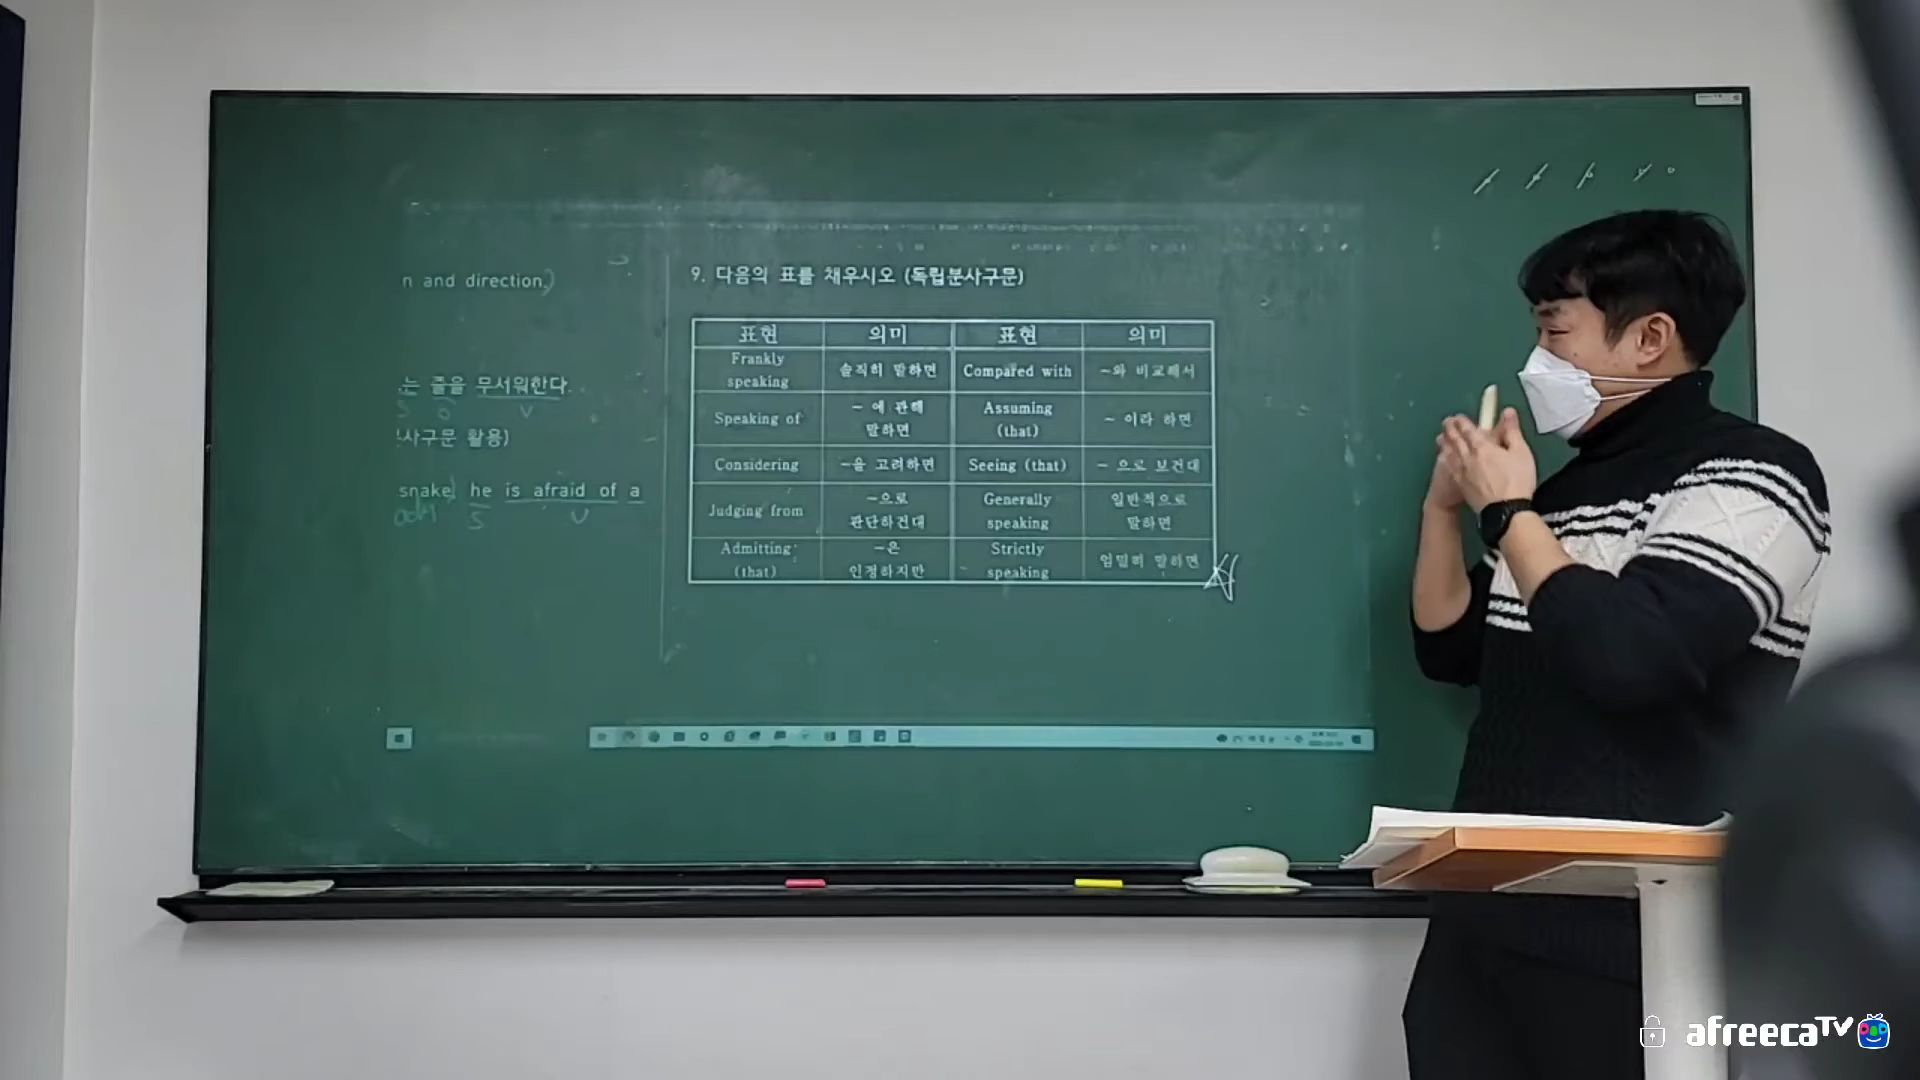 n and direction.)
는 줄을 무서워한다.
S O V
사구문 활용)
snake) he is afraid of a
S V
9. 다음의 표를 채우시오 (독립분사구문)
표현 의미 표현 의미
Frankly speaking 솔직히 말하면 Compared with ~와 비교해서
Speaking of ~ 에 관해 말하면 Assuming (that) ~ 이라 하면
Considering ~을 고려하면 Seeing (that) ~ 으로 보건대
Judging from ~으로 판단하건대 Generally speaking 일반적으로 말하면
Admitting (that) ~은 인정하지만 Strictly speaking 엄밀히 말하면
afreecaTV